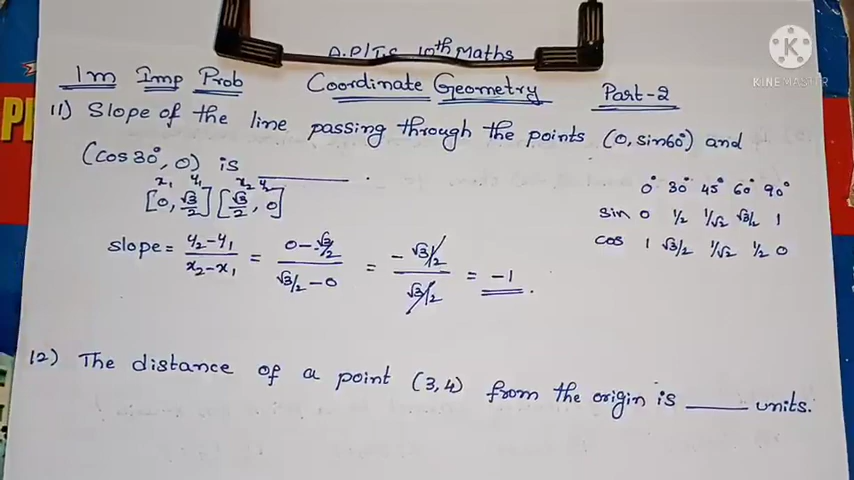 A.P/T.S 10th Maths
1m Imp Prob Coordinate Geometry Part-2
KINEMASTER
11) Slope of the line passing through the points (0, sin60°) and
(cos30°, 0) is ________.
x₁ y₁ x₂ y₂
[0, √3/2] [√3/2, 0]
0° 30° 45° 60° 90°
sin 0 1/2 1/√2 √3/2 1
cos 1 √3/2 1/√2 1/2 0
slope = y₂-y₁/x₂-x₁ = 0-√3/2/√3/2-0 = -√3/2/√3/2 = -1.
12) The distance of a point (3,4) from the origin is ______ units.